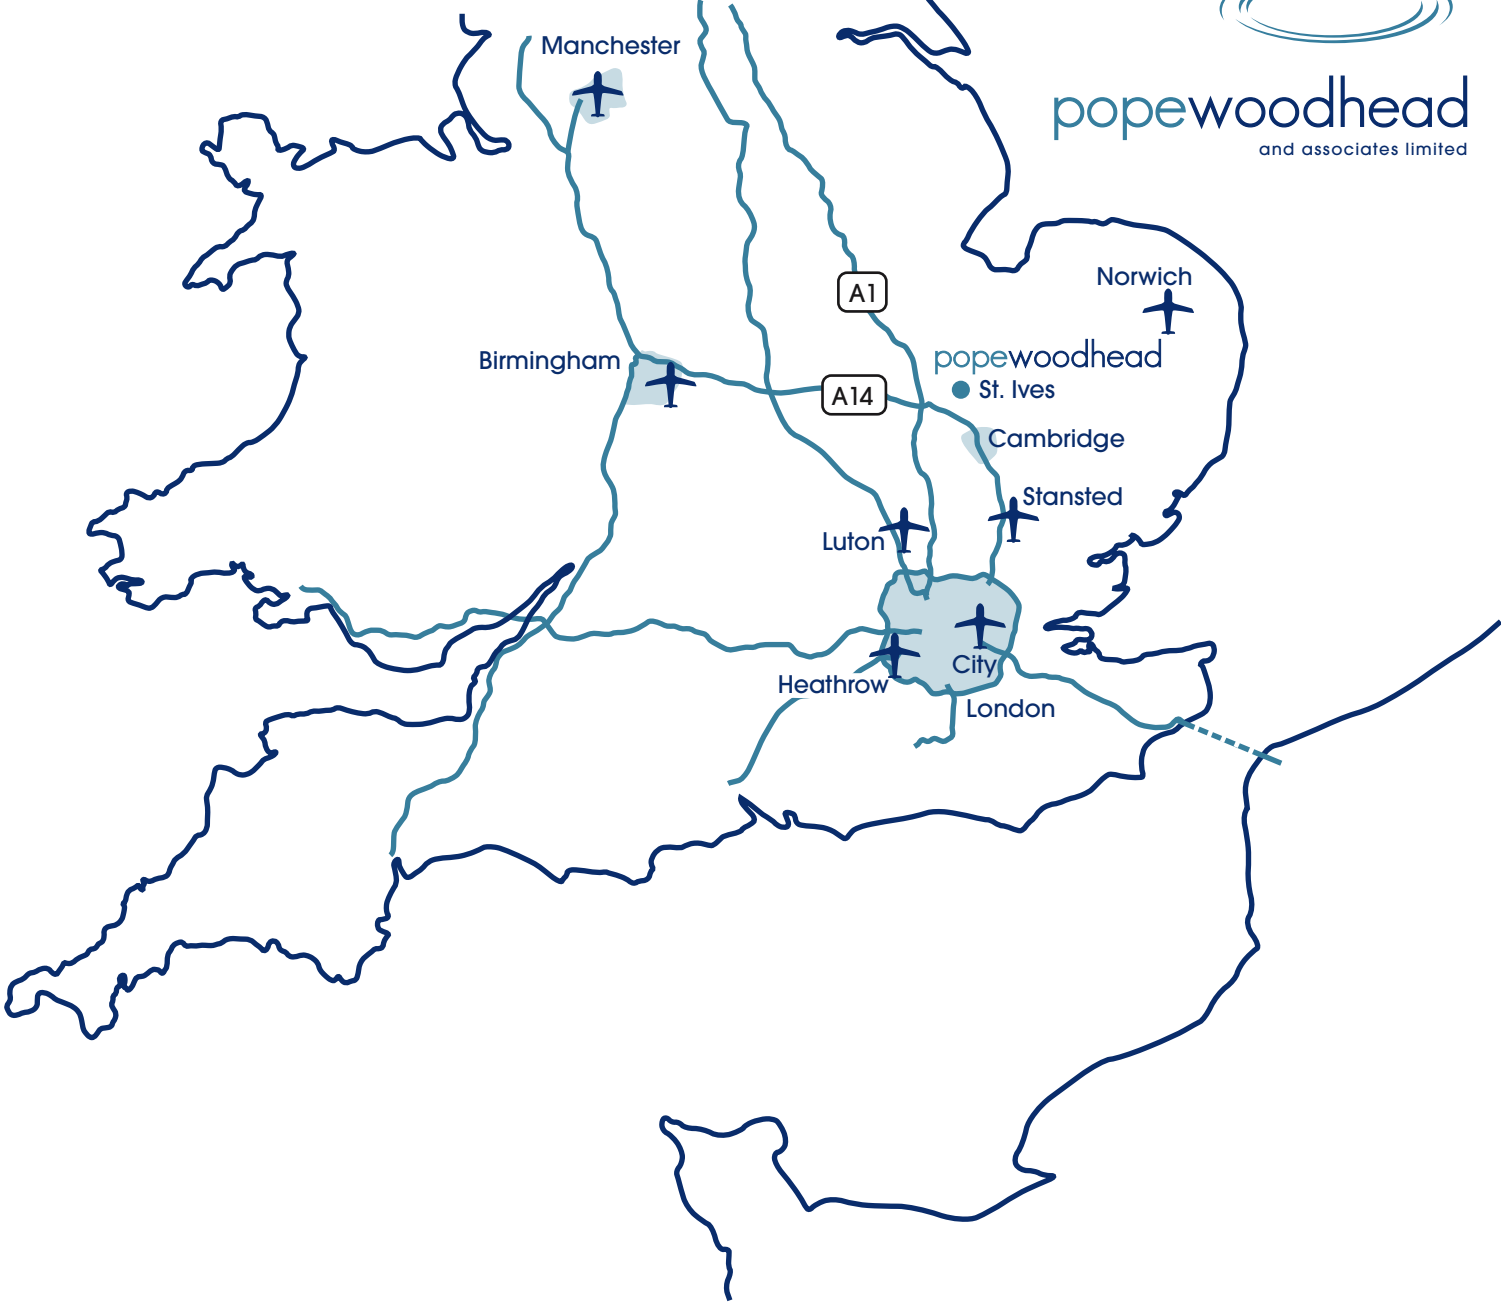 Manchester
popewoodhead
and associates limited
Norwich
A1
popewoodhead
Birmingham
St. Ives
A14
Cambridge
Stansted
Luton
City
Heathrow
London